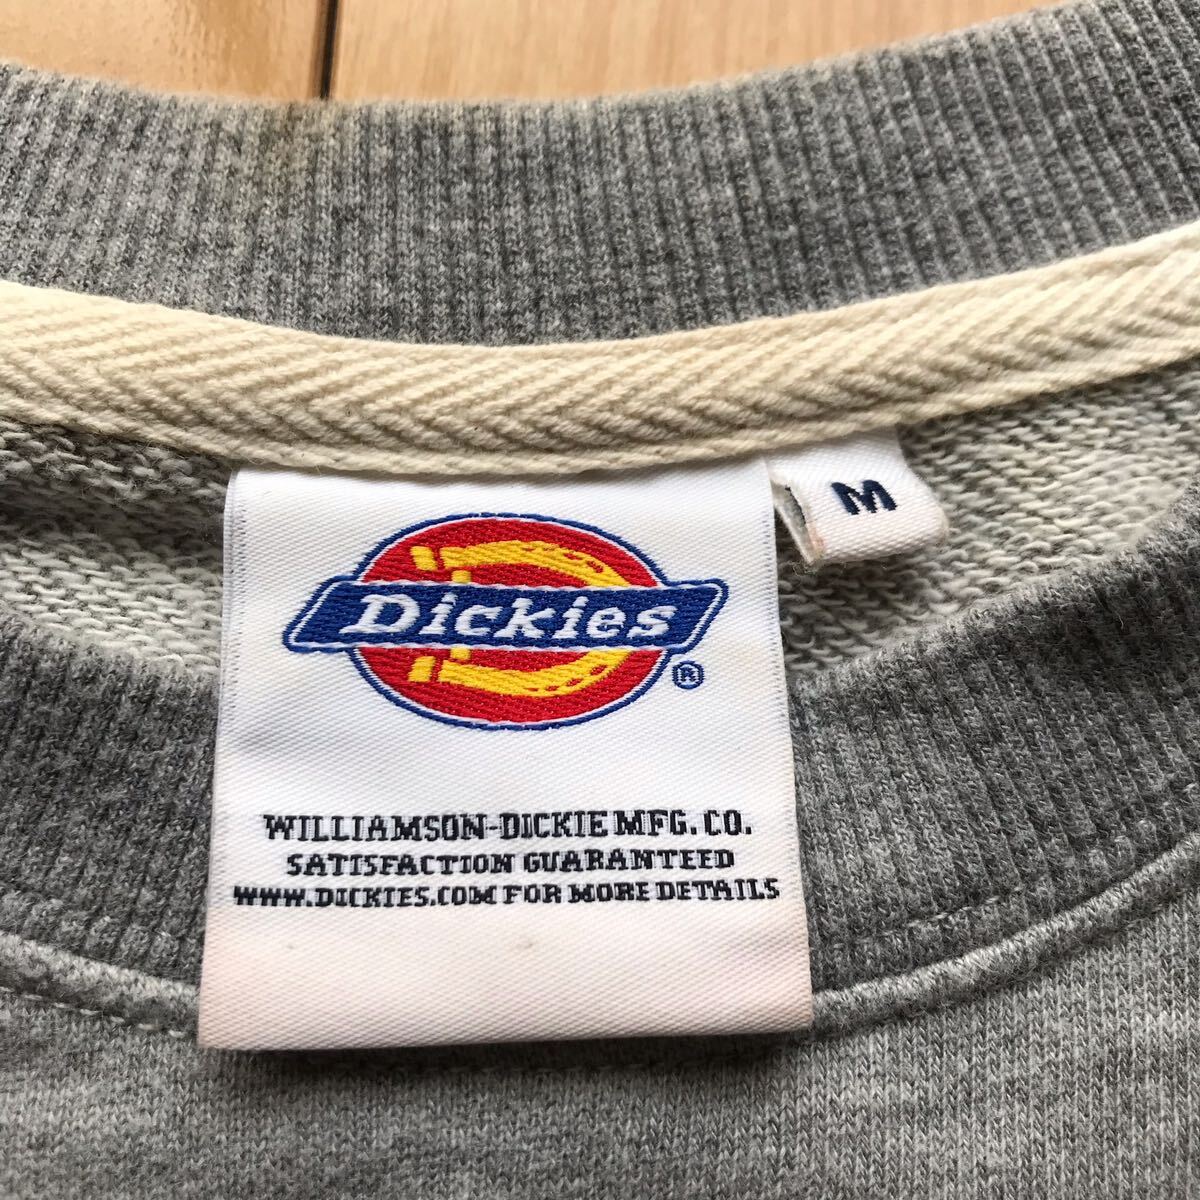 M
Dickies
®
WILLIAMSON-DICKIE MFG. CO.
SATISFACTION GUARANTEED
WWW.DICKIES.COM FOR MORE DETAILS